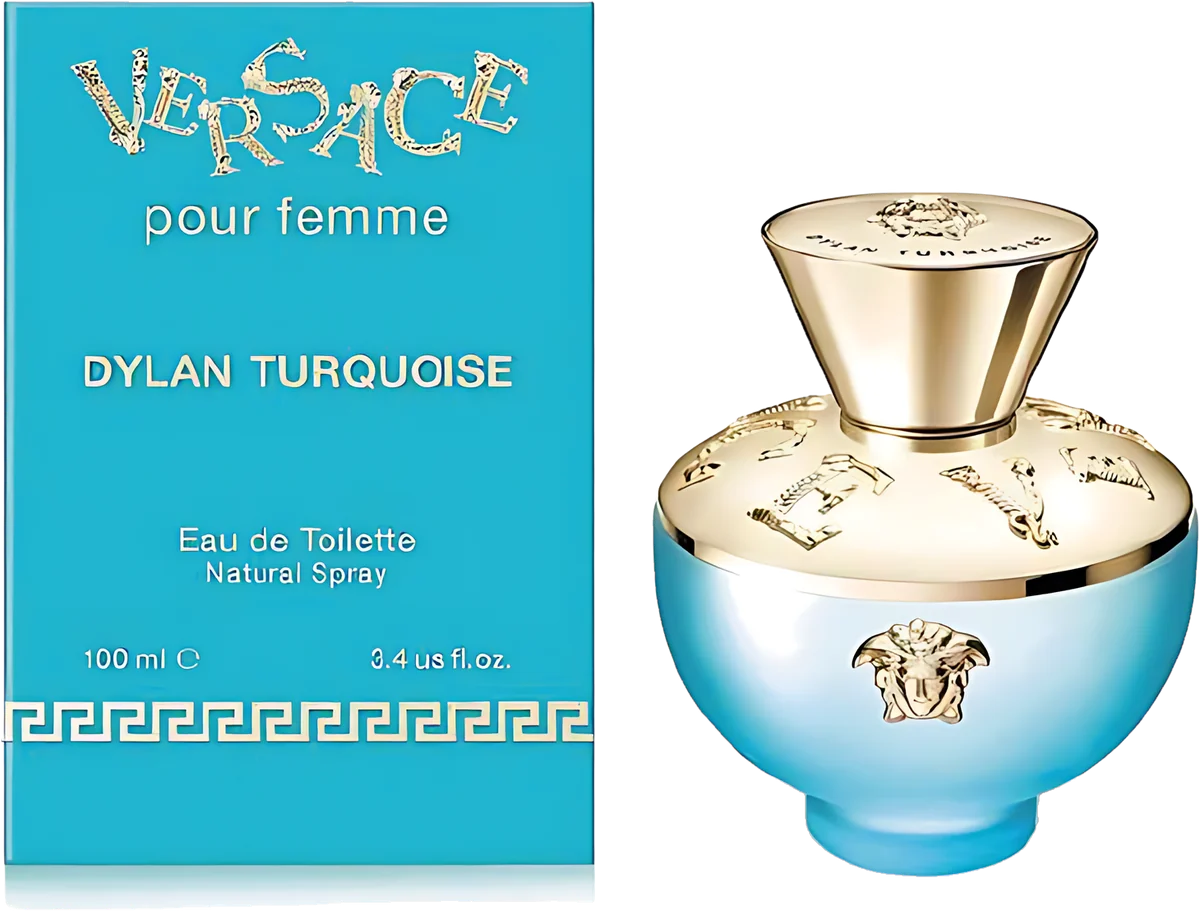 VERSACE
pour femme
DYLAN TURQUOISE
Eau de Toilette
Natural Spray
100 ml ℮ 3.4 us fl.oz.
DYLAN TURQUOISE